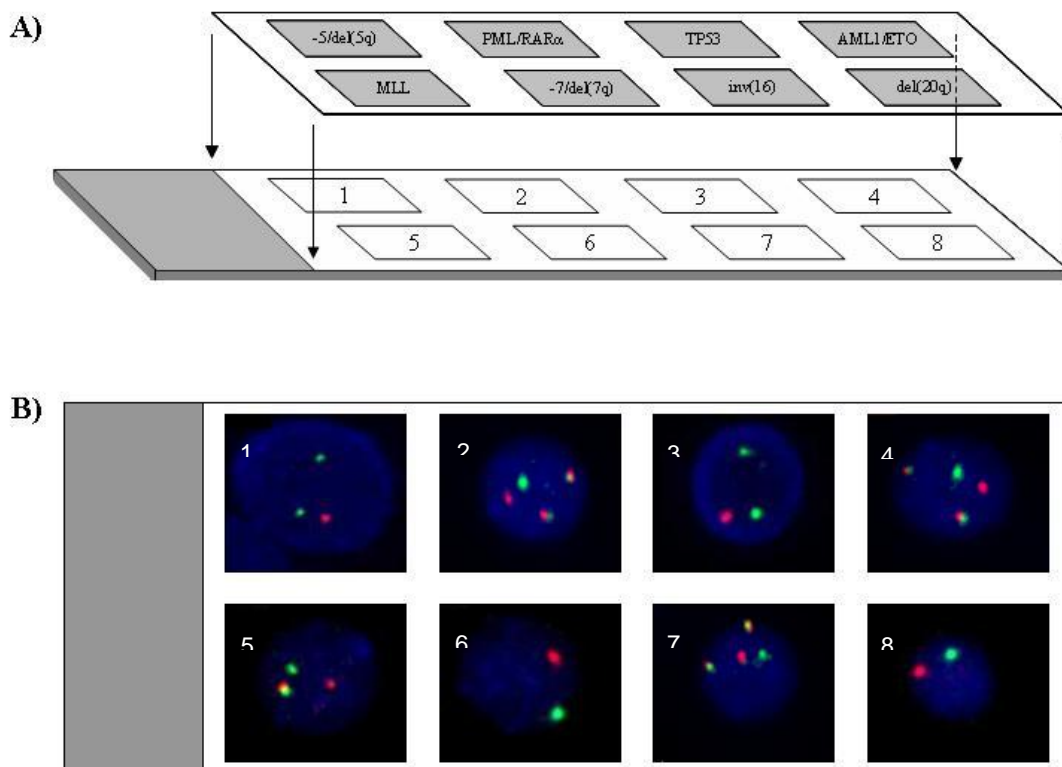 A)
-5/del(5q) PML/RARα TP53 AML1/ETO
MLL -7/del(7q) inv(16) del(20q)
1 2 3 4
5 6 7 8
B)
1 2 3 4
5 6 7 8